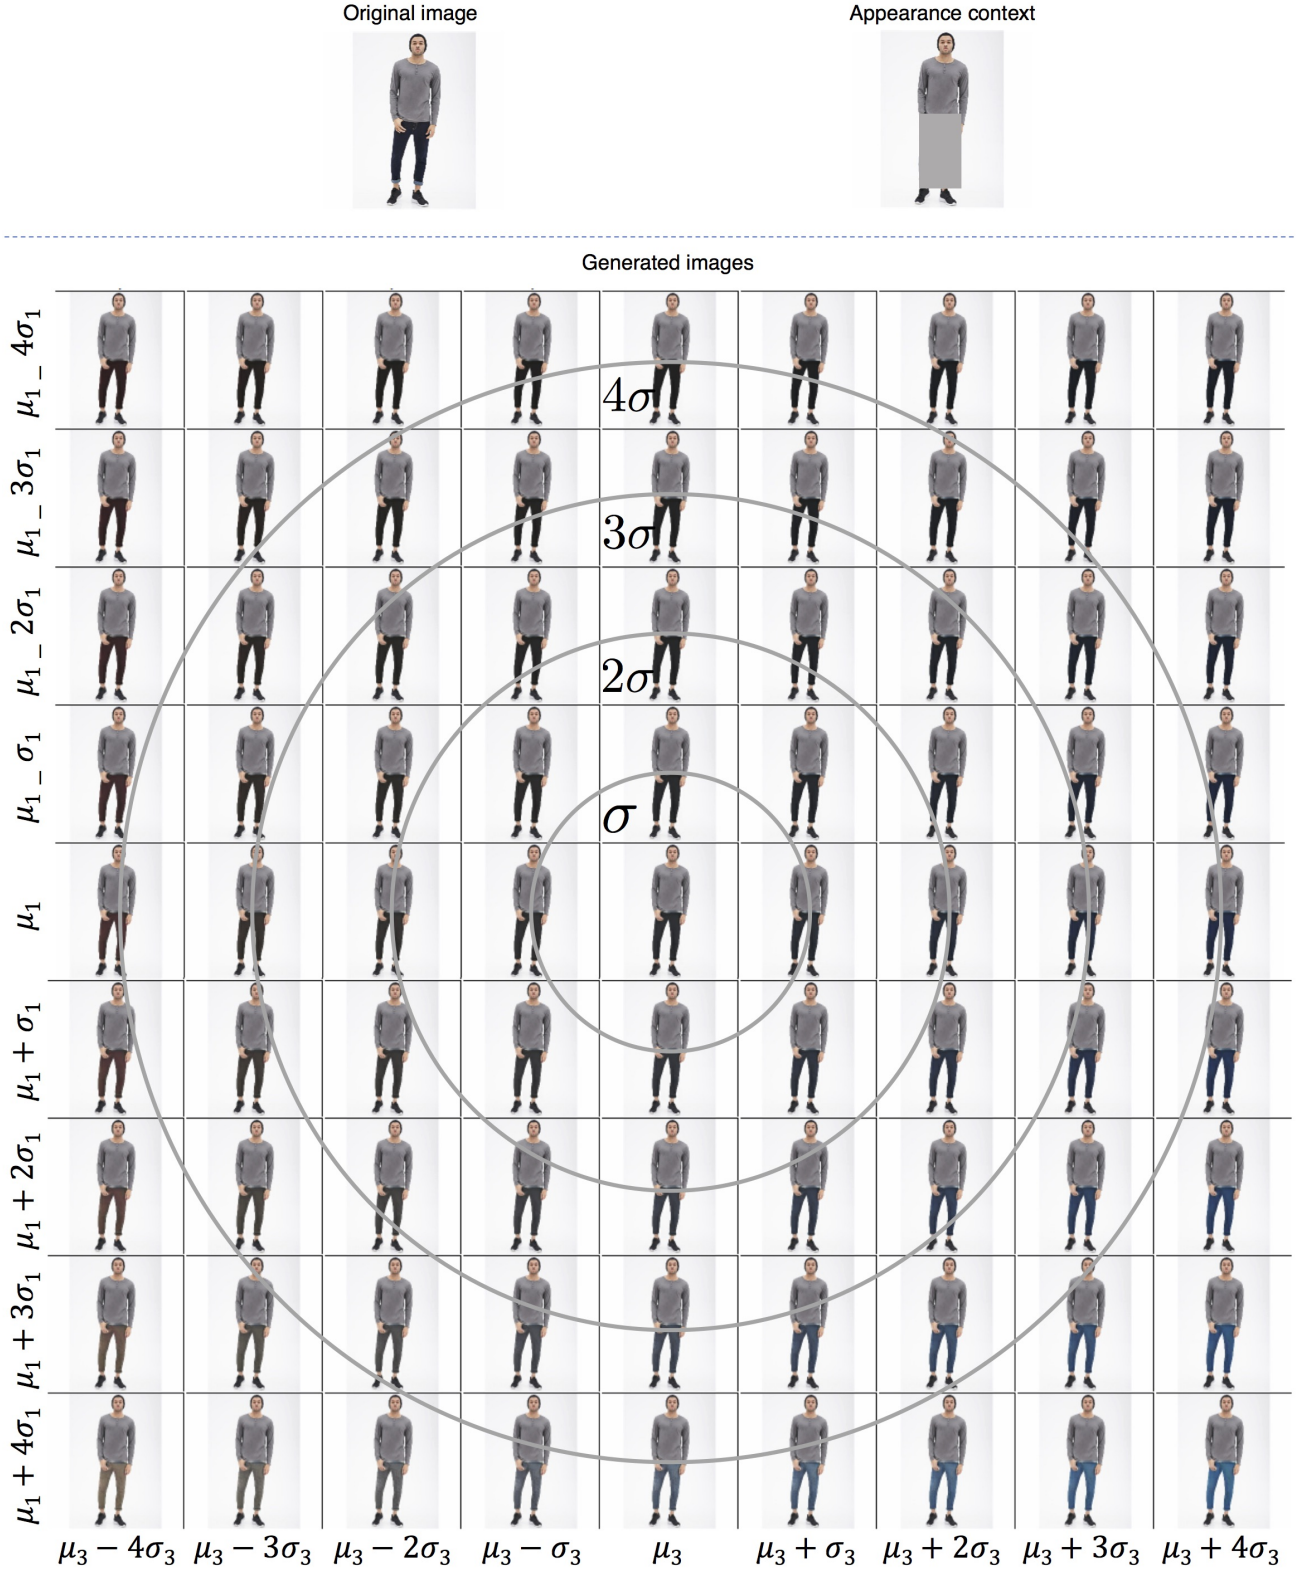 Original image
Appearance context
Generated images
μ₁ − 4σ₁
4σ
μ₁ − 3σ₁
3σ
μ₁ − 2σ₁
2σ
μ₁ − σ₁
σ
μ₁
μ₁ + σ₁
μ₁ + 2σ₁
μ₁ + 3σ₁
μ₁ + 4σ₁
μ₃ − 4σ₃ μ₃ − 3σ₃ μ₃ − 2σ₃ μ₃ − σ₃ μ₃ μ₃ + σ₃ μ₃ + 2σ₃ μ₃ + 3σ₃ μ₃ + 4σ₃